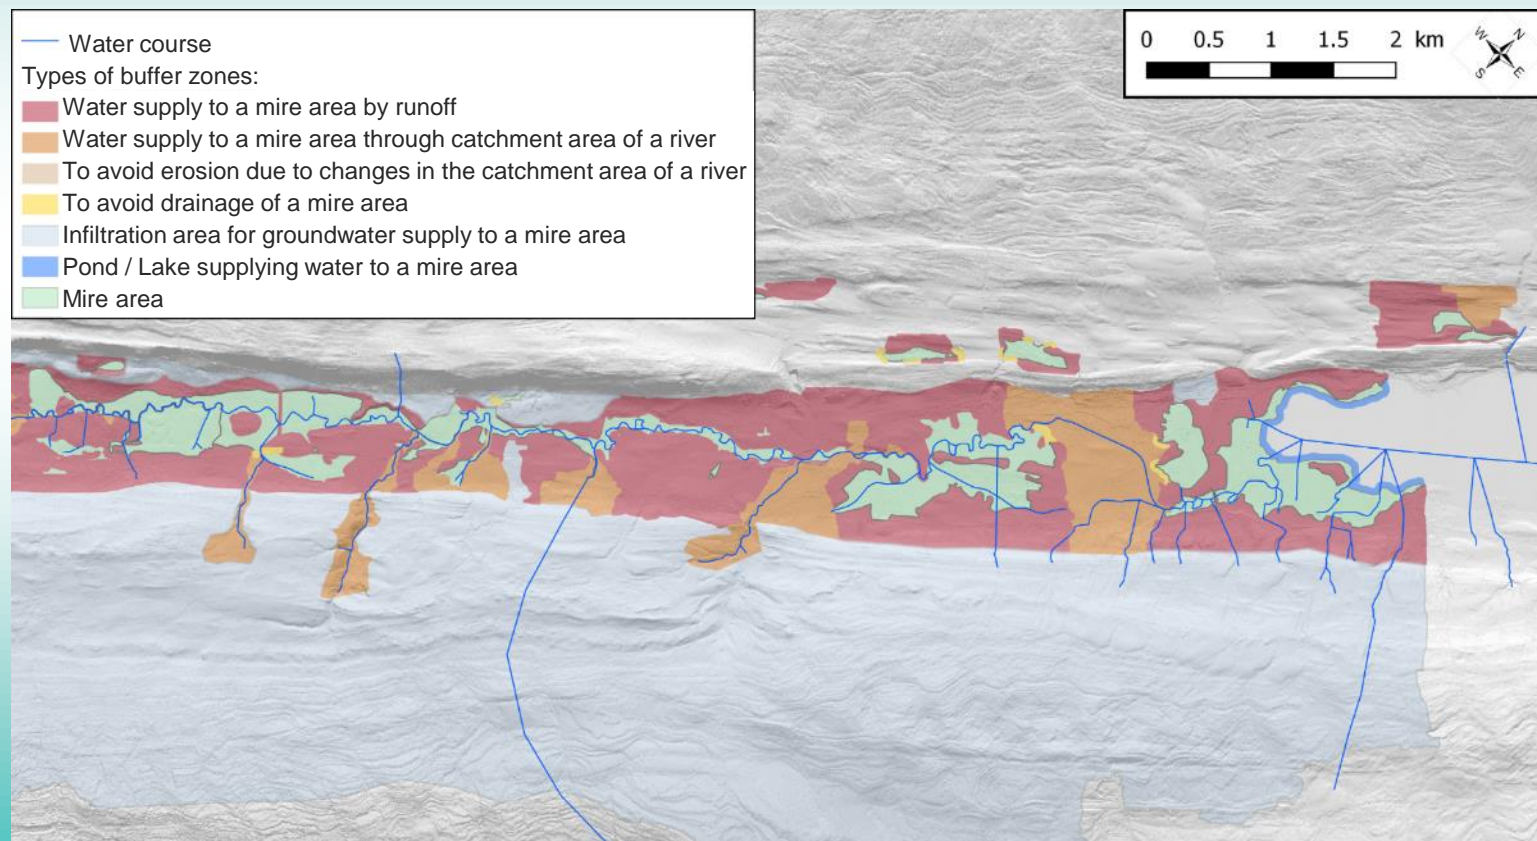 Water course
Types of buffer zones:
Water supply to a mire area by runoff
Water supply to a mire area through catchment area of a river
To avoid erosion due to changes in the catchment area of a river
To avoid drainage of a mire area
Infiltration area for groundwater supply to a mire area
Pond / Lake supplying water to a mire area
Mire area
0 0.5 1 1.5 2 km
W N
S E